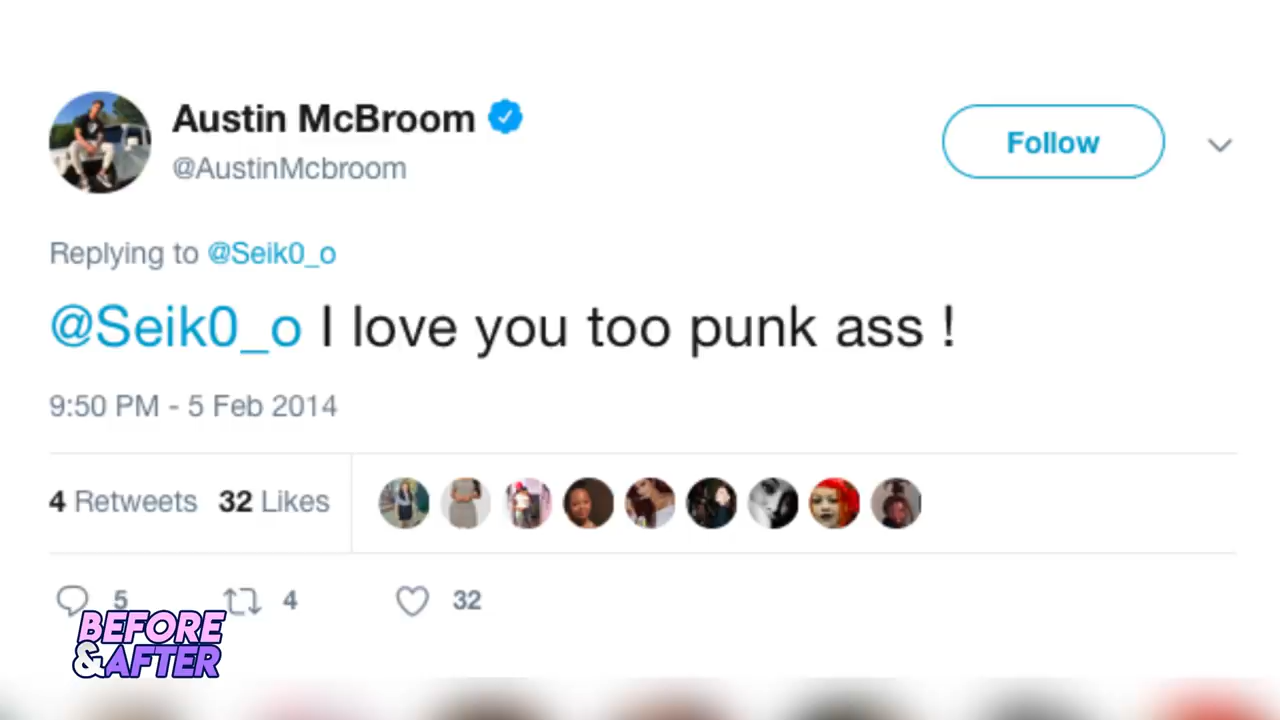 Austin McBroom
@AustinMcbroom
Follow
Replying to @Seik0_o
@Seik0_o I love you too punk ass !
9:50 PM - 5 Feb 2014
4 Retweets 32 Likes
5 4 32
BEFORE
&AFTER